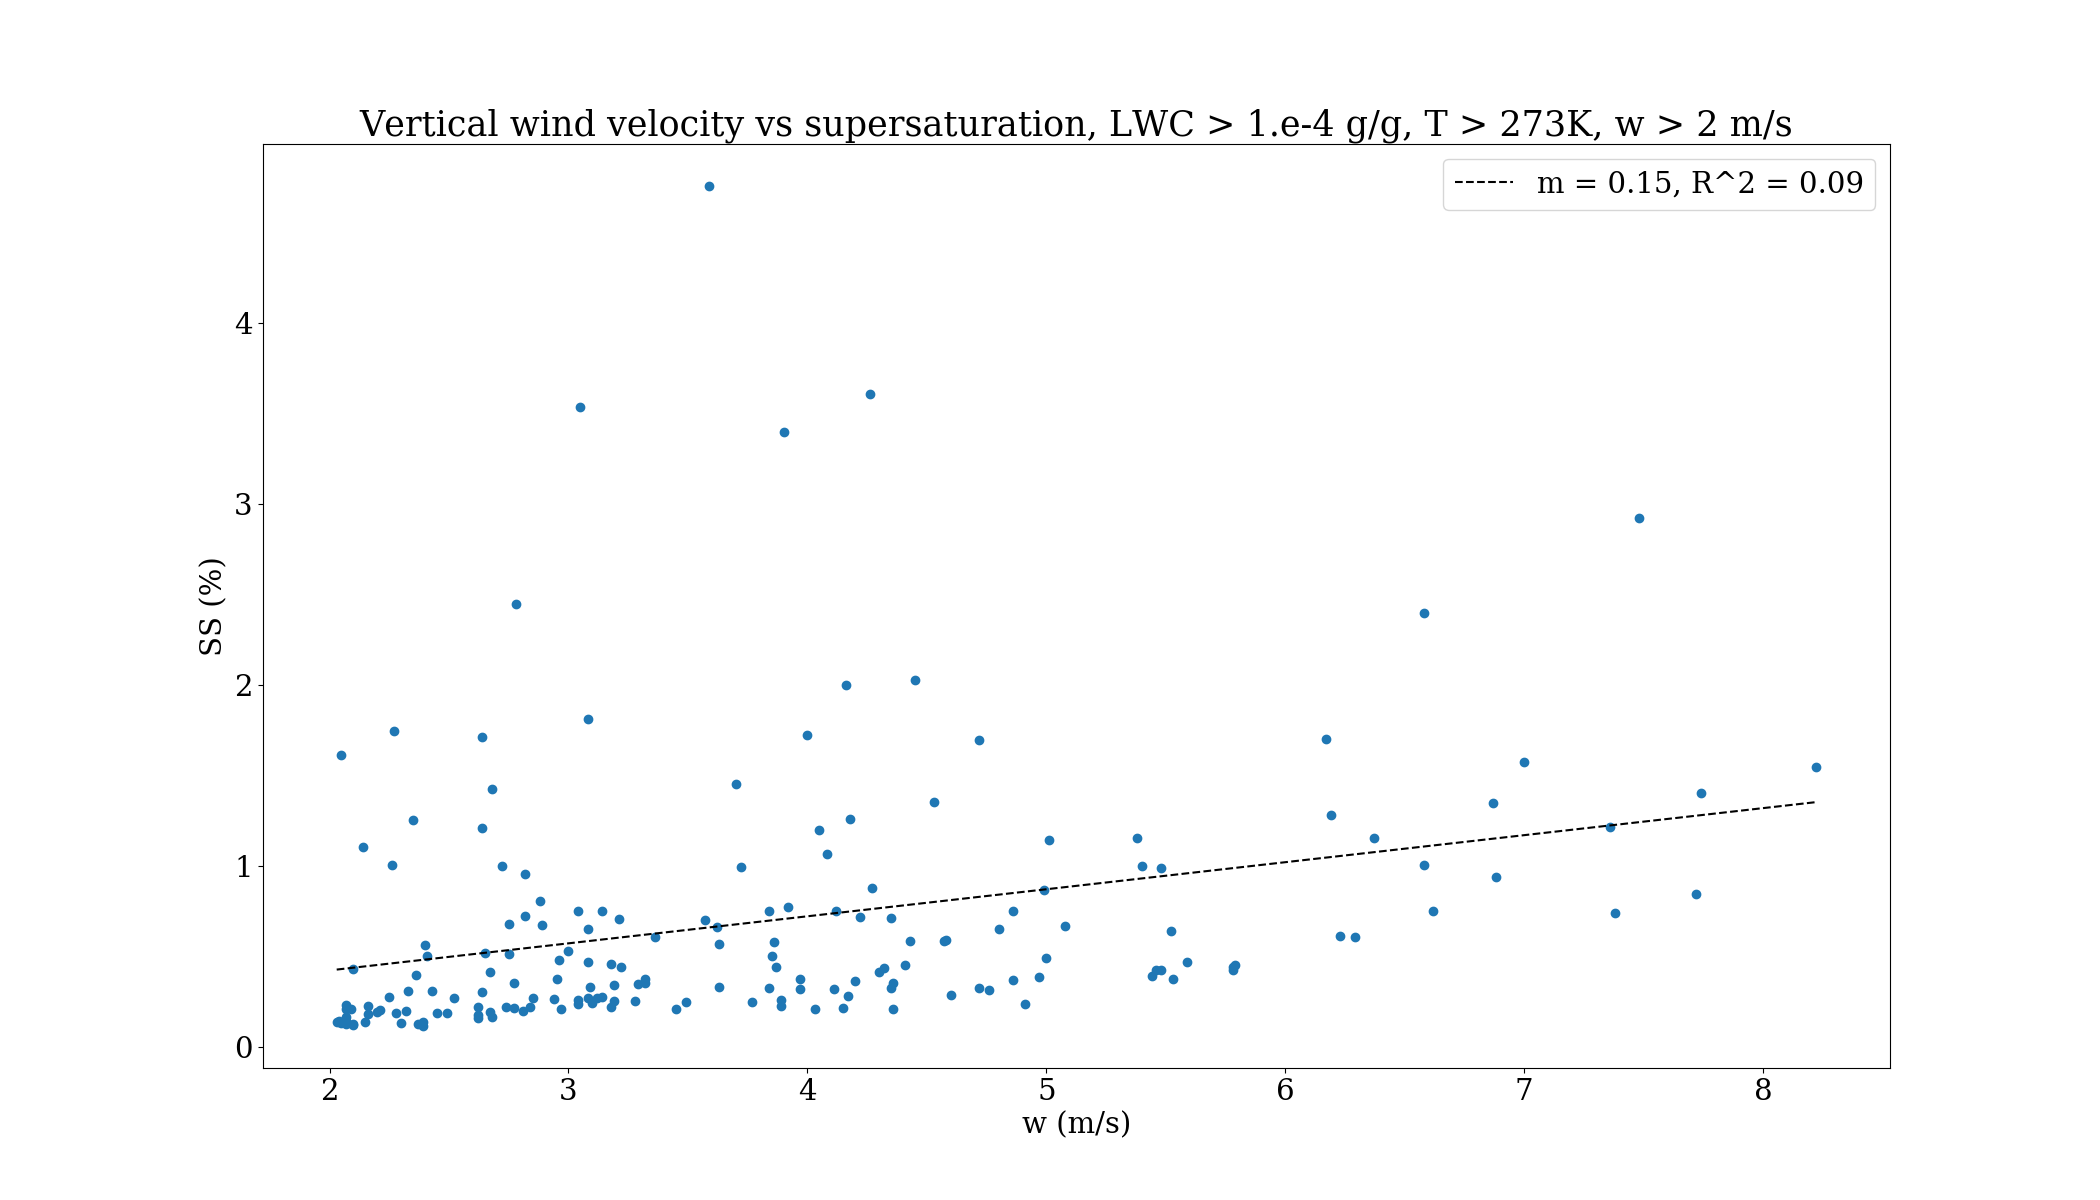 Vertical wind velocity vs supersaturation, LWC > 1.e-4 g/g, T > 273K, w > 2 m/s
m = 0.15, R^2 = 0.09
4
3
2
1
0
SS (%)
2 3 4 5 6 7 8
w (m/s)